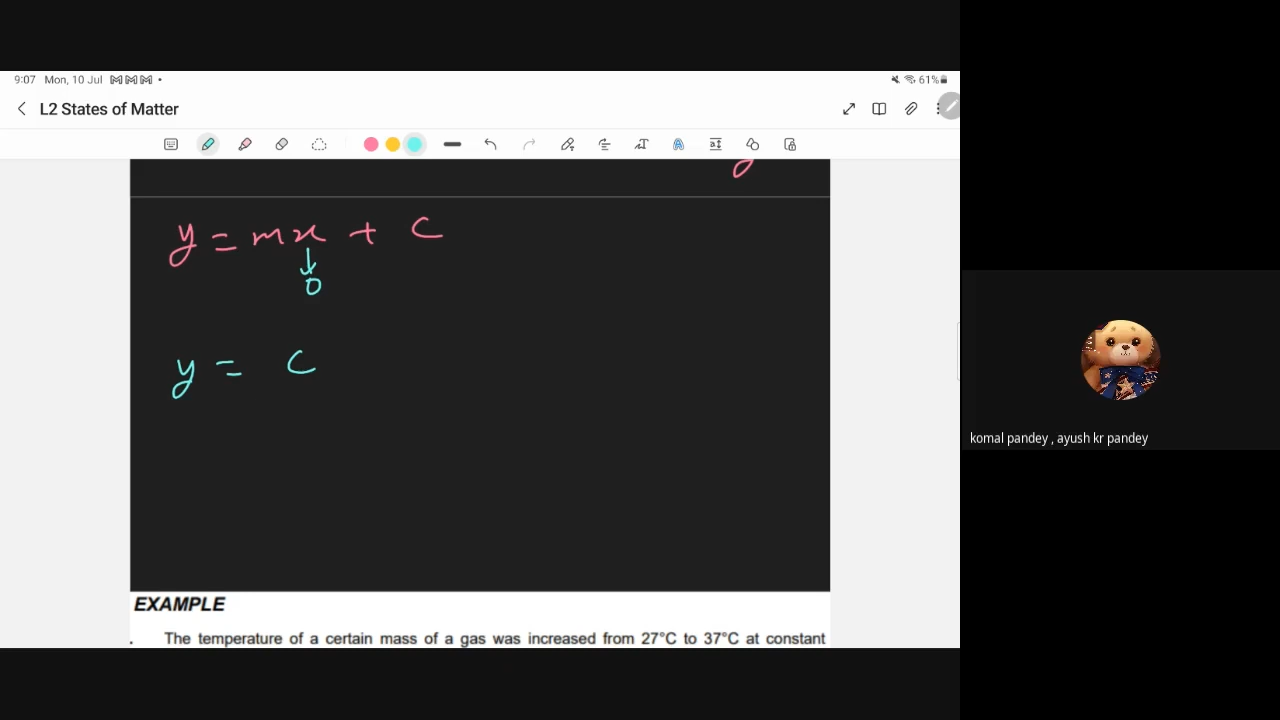 9:07 Mon, 10 Jul
61%
L2 States of Matter
y = mx + c
↓
0
y = c
EXAMPLE
. The temperature of a certain mass of a gas was increased from 27°C to 37°C at constant
komal pandey , ayush kr pandey